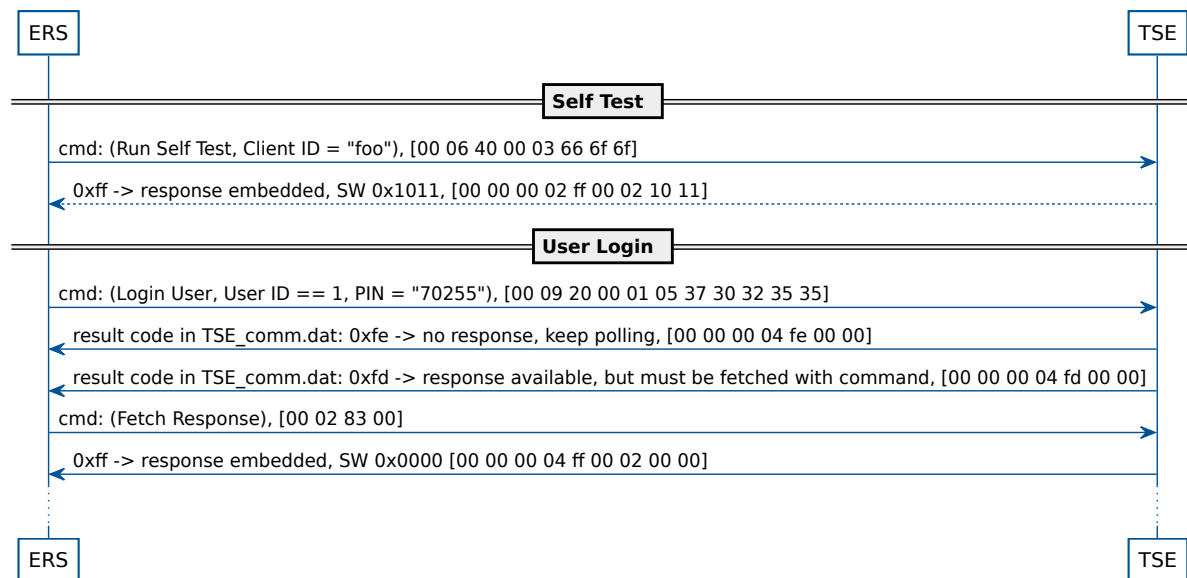 ERS TSE
Self Test
cmd: (Run Self Test, Client ID = "foo"), [00 06 40 00 03 66 6f 6f]
0xff -> response embedded, SW 0x1011, [00 00 00 02 ff 00 02 10 11]
User Login
cmd: (Login User, User ID == 1, PIN = "70255"), [00 09 20 00 01 05 37 30 32 35 35]
result code in TSE_comm.dat: 0xfe -> no response, keep polling, [00 00 00 04 fe 00 00]
result code in TSE_comm.dat: 0xfd -> response available, but must be fetched with command, [00 00 00 04 fd 00 00]
cmd: (Fetch Response), [00 02 83 00]
0xff -> response embedded, SW 0x0000 [00 00 00 04 ff 00 02 00 00]
ERS TSE